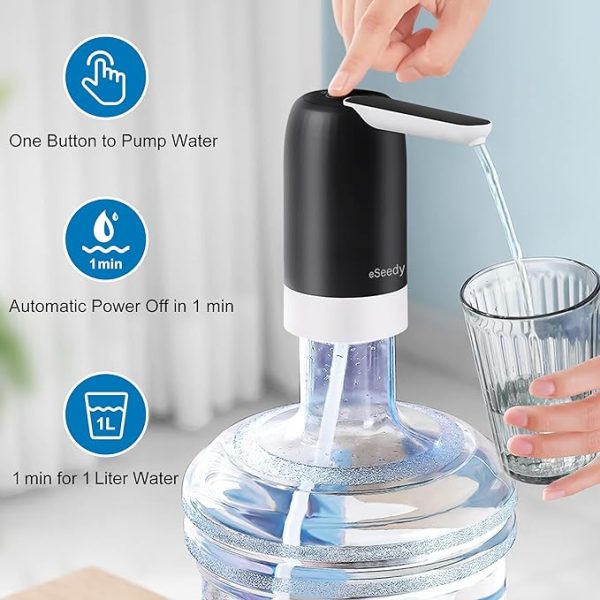 One Button to Pump Water
1min
Automatic Power Off in 1 min
1L
1 min for 1 Liter Water
eSeedy